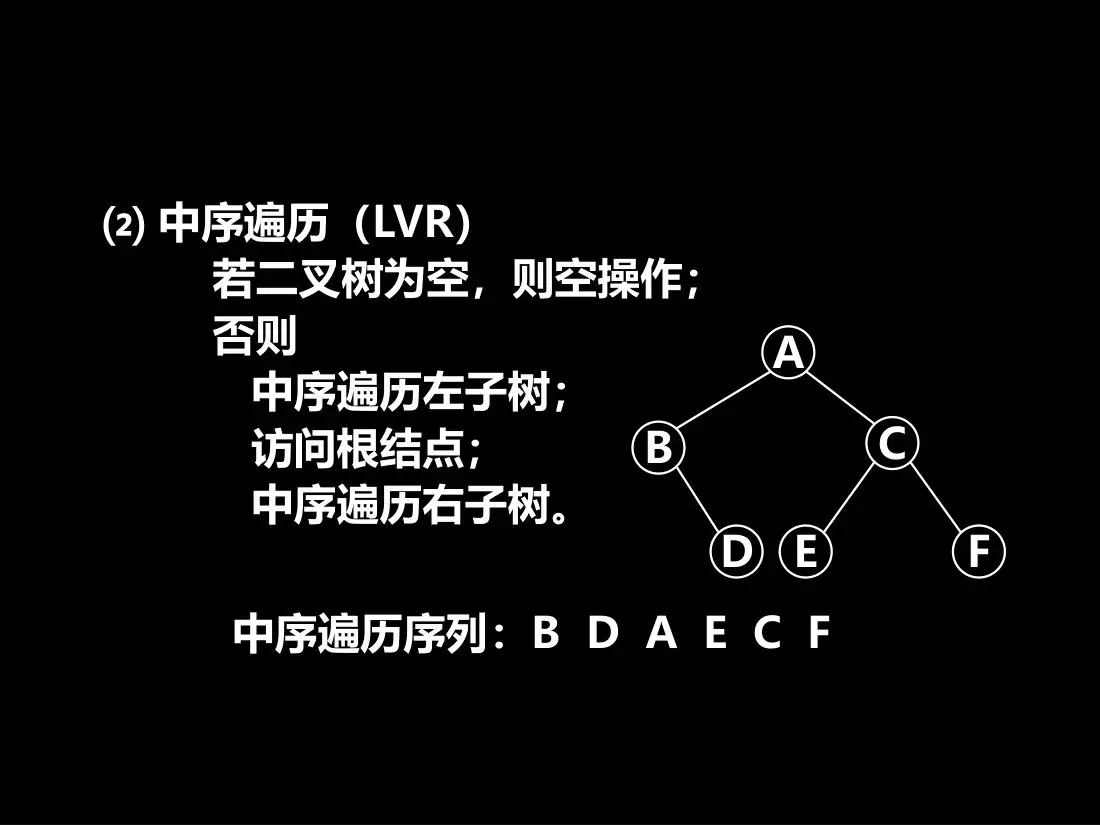 ⑵ 中序遍历（LVR）
若二叉树为空，则空操作；
否则
中序遍历左子树；
访问根结点；
中序遍历右子树。
A
B
C
D
E
F
中序遍历序列：B D A E C F